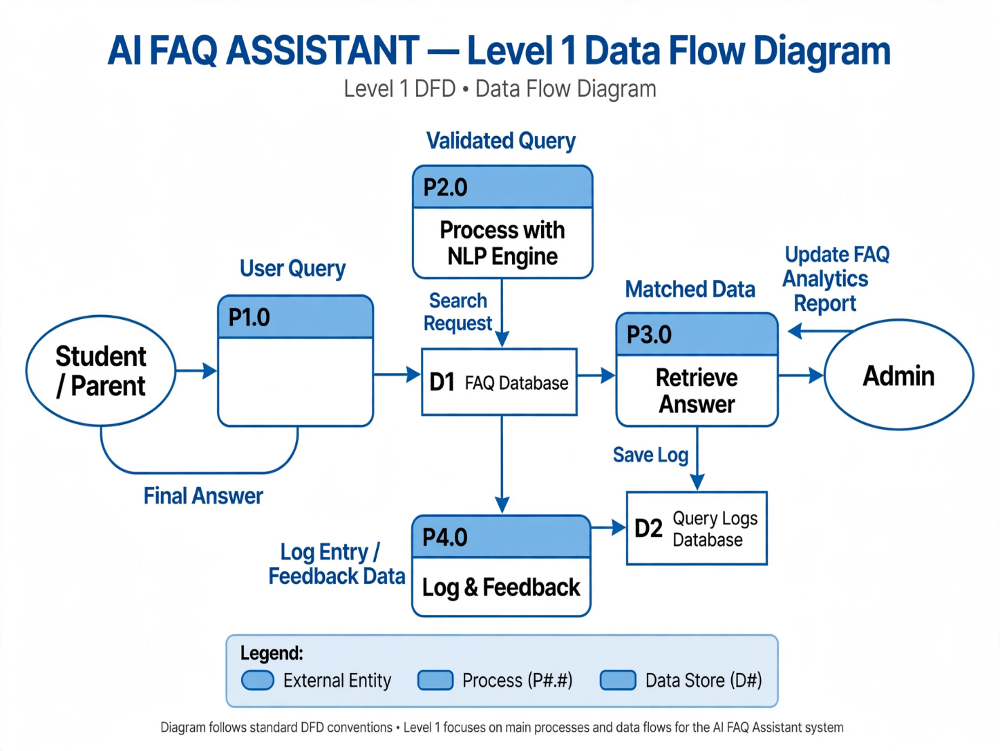 AI FAQ ASSISTANT — Level 1 Data Flow Diagram
Level 1 DFD • Data Flow Diagram
Validated Query
P2.0
Process with
NLP Engine
User Query
P1.0
Student
/ Parent
Final Answer
Search
Request
D1 FAQ Database
Matched Data
P3.0
Retrieve
Answer
Update FAQ
Analytics
Report
Admin
Save Log
D2 Query Logs
Database
Log Entry /
Feedback Data
P4.0
Log & Feedback
Legend:
External Entity
Process (P#.#)
Data Store (D#)
Diagram follows standard DFD conventions • Level 1 focuses on main processes and data flows for the AI FAQ Assistant system